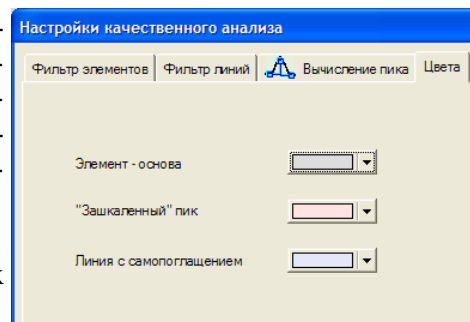 Настройки качественного анализа
Фильтр элементов Фильтр линий Вычисление пика Цвета
Элемент - основа
"Зашкаленный" пик
Линия с самопоглащением